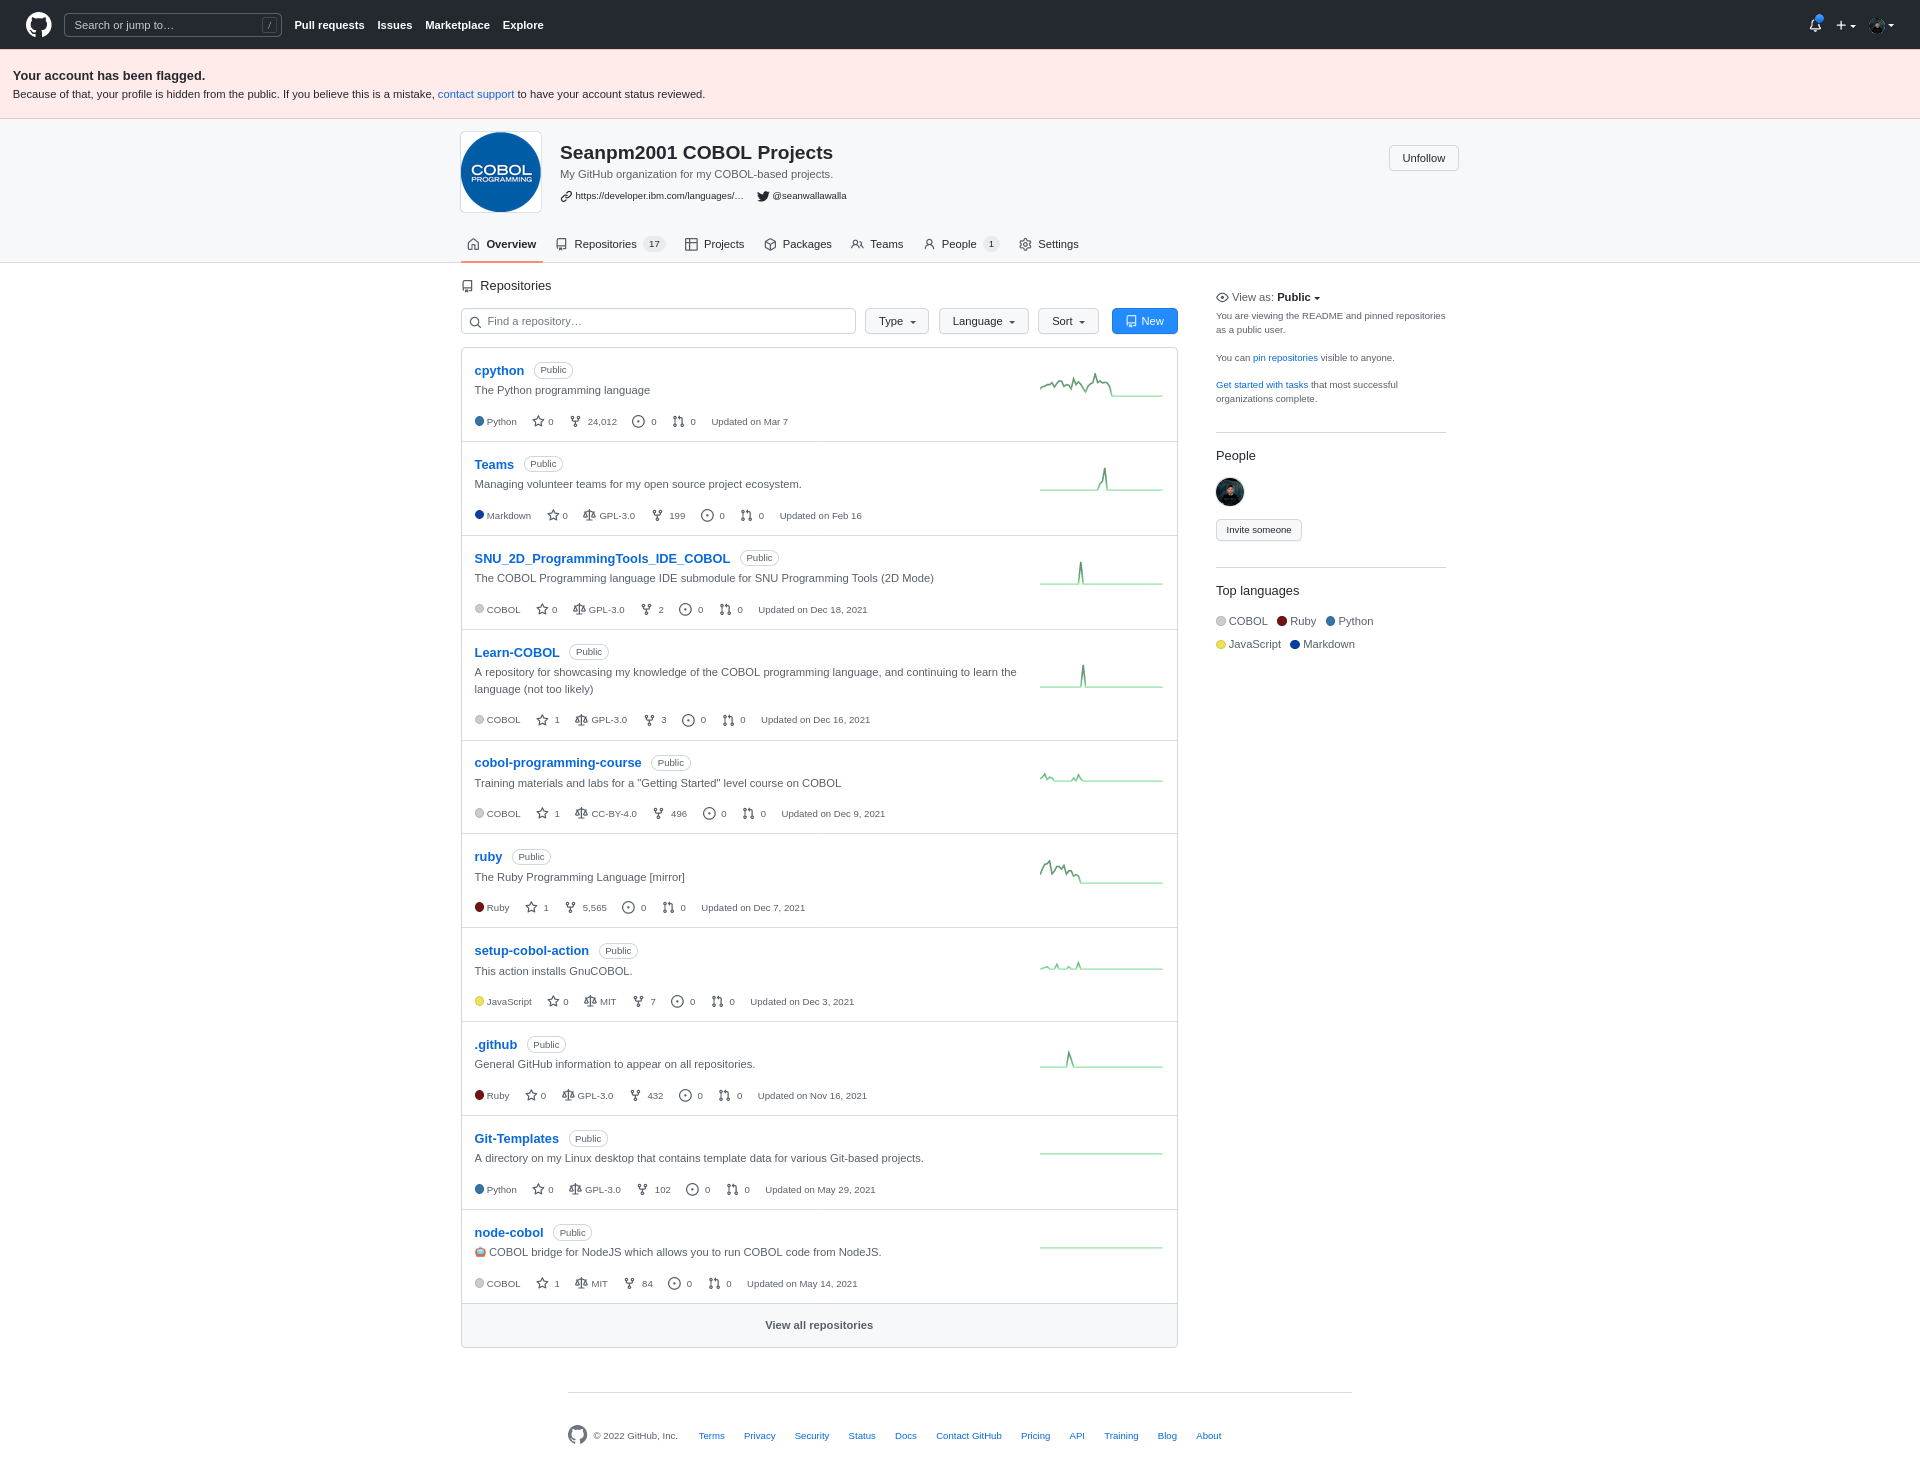 Search or jump to…
/
Pull requests
Issues
Marketplace
Explore
Your account has been flagged.
Because of that, your profile is hidden from the public. If you believe this is a mistake, contact support to have your account status reviewed.
COBOL
PROGRAMMING
Seanpm2001 COBOL Projects
My GitHub organization for my COBOL-based projects.
https://developer.ibm.com/languages/…
@seanwallawalla
Unfollow
Overview
Repositories 17
Projects
Packages
Teams
People 1
Settings
Repositories
Find a repository…
Type
Language
Sort
New
cpython Public
The Python programming language
Python 0 24,012 0 0 Updated on Mar 7
Teams Public
Managing volunteer teams for my open source project ecosystem.
Markdown 0 GPL-3.0 199 0 0 Updated on Feb 16
SNU_2D_ProgrammingTools_IDE_COBOL Public
The COBOL Programming language IDE submodule for SNU Programming Tools (2D Mode)
COBOL 0 GPL-3.0 2 0 0 Updated on Dec 18, 2021
Learn-COBOL Public
A repository for showcasing my knowledge of the COBOL programming language, and continuing to learn the
language (not too likely)
COBOL 1 GPL-3.0 3 0 0 Updated on Dec 16, 2021
cobol-programming-course Public
Training materials and labs for a "Getting Started" level course on COBOL
COBOL 1 CC-BY-4.0 496 0 0 Updated on Dec 9, 2021
ruby Public
The Ruby Programming Language [mirror]
Ruby 1 5,565 0 0 Updated on Dec 7, 2021
setup-cobol-action Public
This action installs GnuCOBOL.
JavaScript 0 MIT 7 0 0 Updated on Dec 3, 2021
.github Public
General GitHub information to appear on all repositories.
Ruby 0 GPL-3.0 432 0 0 Updated on Nov 16, 2021
Git-Templates Public
A directory on my Linux desktop that contains template data for various Git-based projects.
Python 0 GPL-3.0 102 0 0 Updated on May 29, 2021
node-cobol Public
COBOL bridge for NodeJS which allows you to run COBOL code from NodeJS.
COBOL 1 MIT 84 0 0 Updated on May 14, 2021
View all repositories
View as: Public
You are viewing the README and pinned repositories
as a public user.
You can pin repositories visible to anyone.
Get started with tasks that most successful
organizations complete.
People
Invite someone
Top languages
COBOL Ruby Python
JavaScript Markdown
© 2022 GitHub, Inc.
Terms
Privacy
Security
Status
Docs
Contact GitHub
Pricing
API
Training
Blog
About